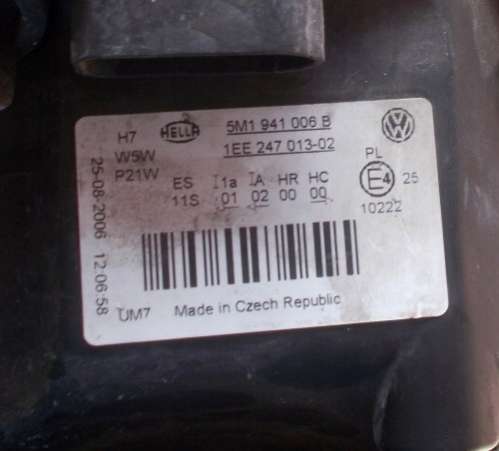 H7 HELLA 5M1 941 006 B
W5W 1EE 247 013-02
P21W
PL
ES I1a IA HR HC E4 25
11S 01 02 00 00
10222
25-08-2006 12:06:58
UM7 Made in Czech Republic